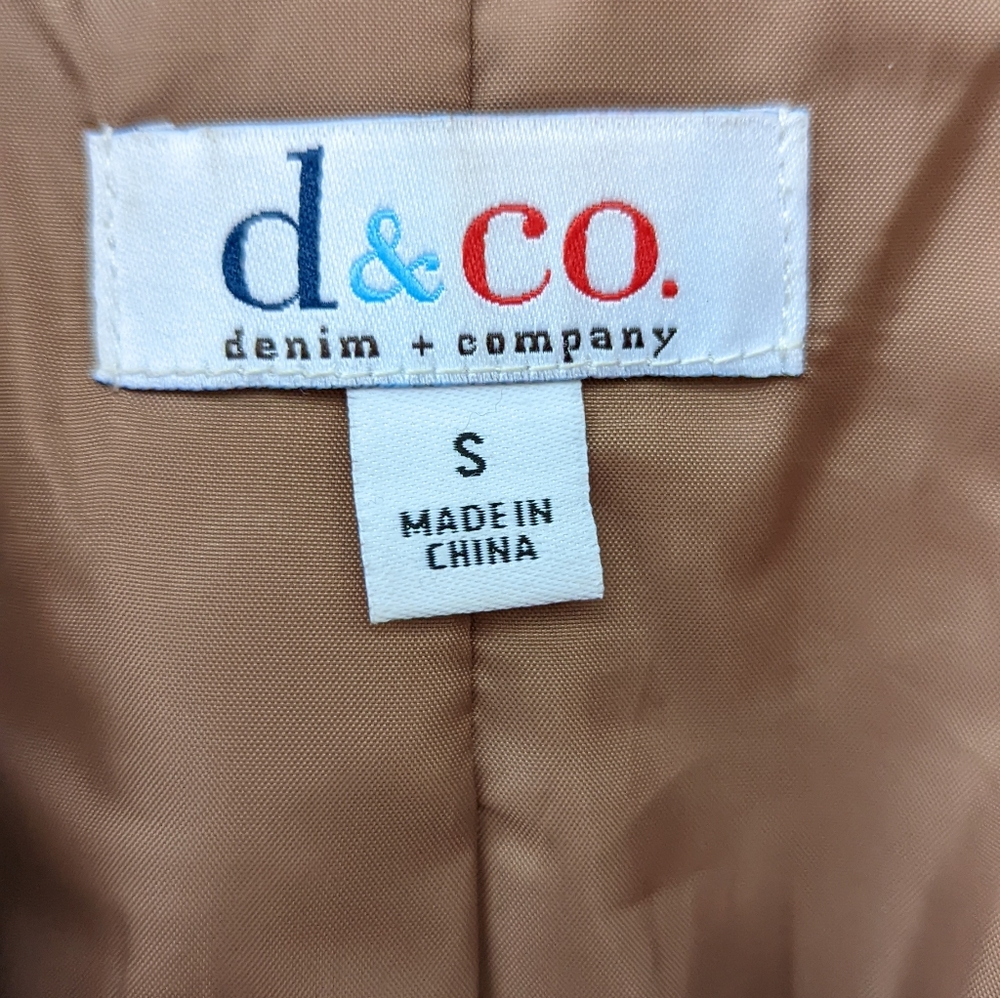 d&co.
denim + company
S
MADE IN
CHINA